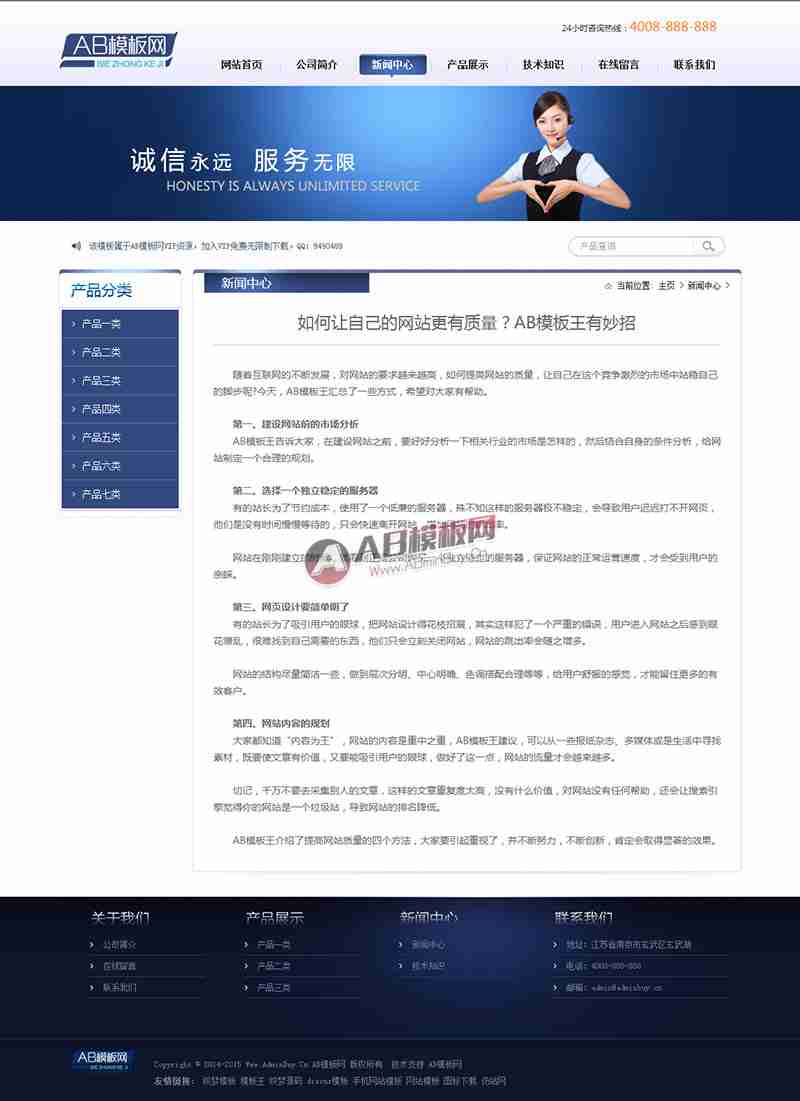 AB模板网
24小时咨询热线：4008-888-888
网站首页 公司简介 新闻中心 产品展示 技术知识 在线留言 联系我们
诚信永远 服务无限
HONESTY IS ALWAYS UNLIMITED SERVICE
该模板属于AB模板网VIP资源，加入VIP免费无限制下载，QQ: 9490489
产品查询
产品分类
产品一类
产品二类
产品三类
产品四类
产品五类
产品六类
产品七类
新闻中心
当前位置: 主页 > 新闻中心 >
如何让自己的网站更有质量？AB模板王有妙招
随着互联网的不断发展，对网站的要求越来越高，如何提高网站的质量，让自己在这个竞争激烈的市场中站稳自己
的脚步呢?今天，AB模板王汇总了一些方式，希望对大家有帮助。
第一、建设网站前的市场分析
AB模板王告诉大家，在建设网站之前，要好好分析一下相关行业的市场是怎样的，然后结合自身的条件分析，给网
站制定一个合理的规划。
第二、选择一个独立稳定的服务器
有的站长为了节约成本，使用了一个低廉的服务器，殊不知这样的服务器极不稳定，会导致用户迟迟打不开网页，
他们是没有时间慢慢等待的，只会快速离开网站，
AB模板网
网站在刚刚建立的时候，服务器，保证网站的正常运营速度，才会受到用户的
亲睐。
第三、网页设计要简单明了
有的站长为了吸引用户的眼球，把网站设计得花枝招展，其实这样犯了一个严重的错误，用户进入网站之后感到眼
花缭乱，很难找到自己需要的东西，他们只会立刻关闭网站，网站的跳出率会随之增多。
网站的结构尽量简洁一些，做到层次分明、中心明确、色调搭配合理等等，给用户舒服的感觉，才能留住更多的有
效客户。
第四、网站内容的规划
大家都知道“内容为王”，网站的内容是重中之重，AB模板王建议，可以从一些报纸杂志、多媒体或是生活中寻找
素材，既要使文章有价值，又要能吸引用户的眼球，做好了这一点，网站的流量才会越来越多。
切记，千万不要去采集别人的文章，这样的文章重复度太高，没有什么价值，对网站没有任何帮助，还会让搜索引
擎觉得你的网站是一个垃圾站，导致网站的排名降低。
AB模板王介绍了提高网站质量的四个方法，大家要引起重视了，并不断努力，不断创新，肯定会取得显著的效果。
关于我们 产品展示 新闻中心 联系我们
公司简介 产品一类 新闻中心 地址：江苏省南京市玄武区玄武湖
在线留言 产品二类 技术知识 电话：4008-888-888
联系我们 产品三类 邮箱：admin@adminbuy.cn
AB模板网
Copyright © 2014-2015 Www.AdminBuy.Cn AB模板网 版权所有 技术支持 AB模板网
友情链接： 织梦模板 模板王 织梦源码 discuz模板 手机网站模板 网站模板 图标下载 仿站网